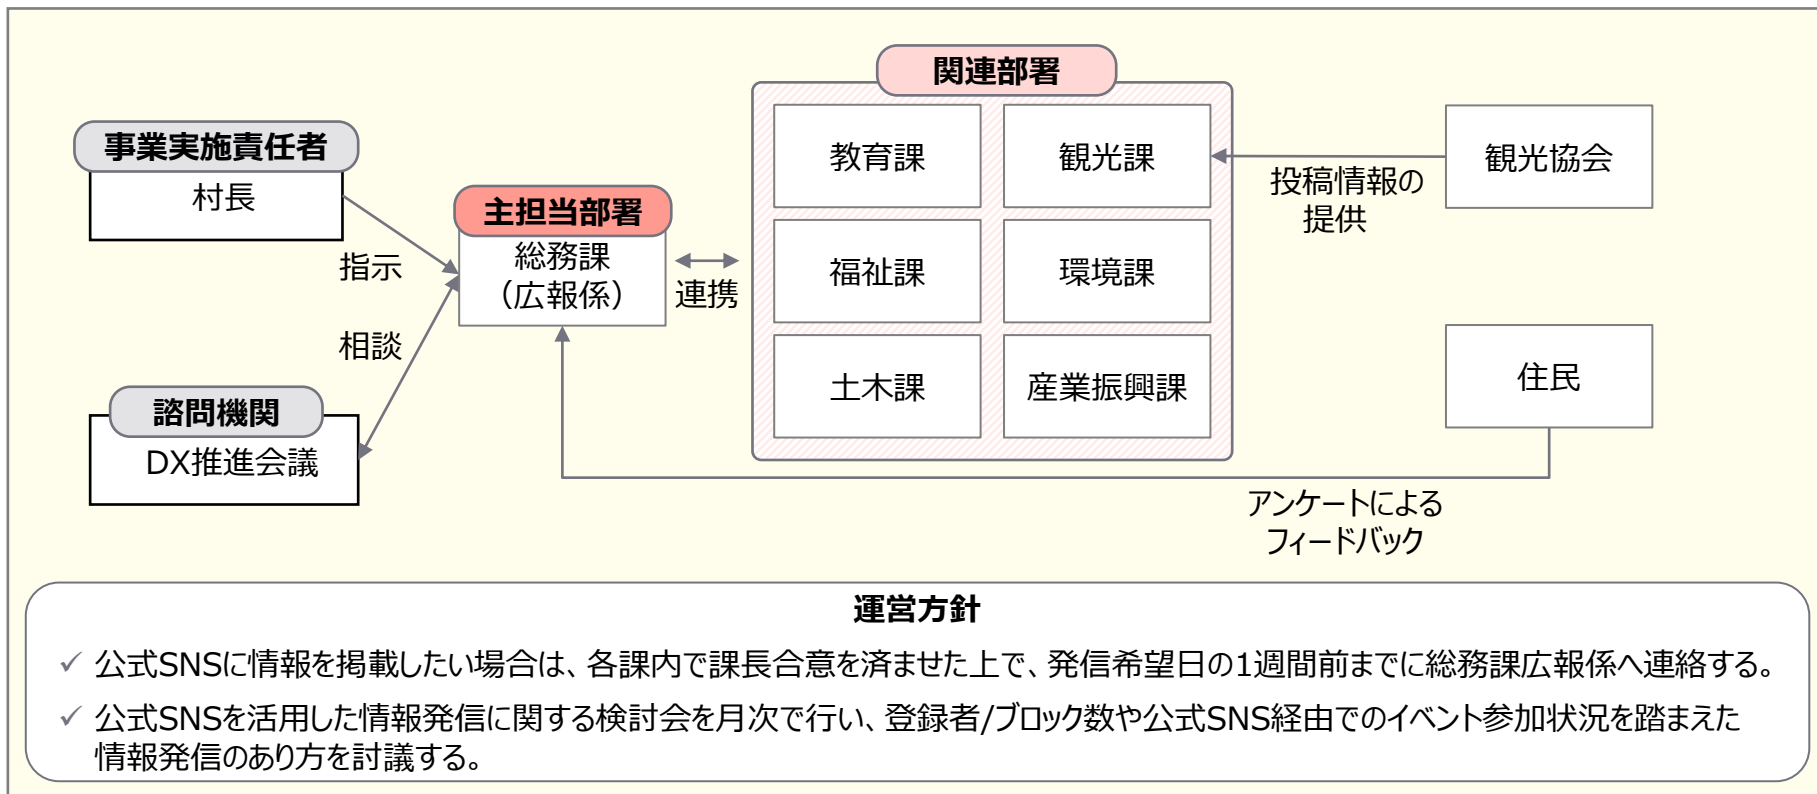 関連部署
事業実施責任者
村長
指示
主担当部署
総務課
（広報係）
連携
相談
諮問機関
DX推進会議
教育課
観光課
福祉課
環境課
土木課
産業振興課
観光協会
投稿情報の
提供
住民
アンケートによる
フィードバック
運営方針
✓ 公式SNSに情報を掲載したい場合は、各課内で課長合意を済ませた上で、発信希望日の1週間前までに総務課広報係へ連絡する。
✓ 公式SNSを活用した情報発信に関する検討会を月次で行い、登録者/ブロック数や公式SNS経由でのイベント参加状況を踏まえた
情報発信のあり方を討議する。